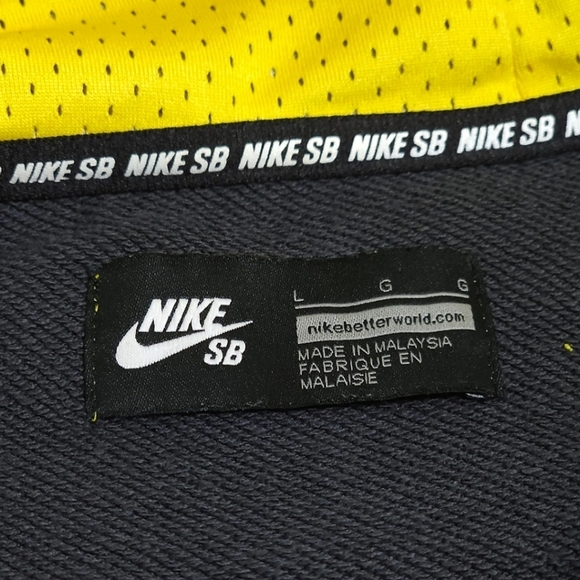 NIKE SB NIKE SB NIKE SB NIKE SB NIKE SB
NIKE
SB
L G G
nikebetterworld.com
MADE IN MALAYSIA
FABRIQUE EN
MALAISIE